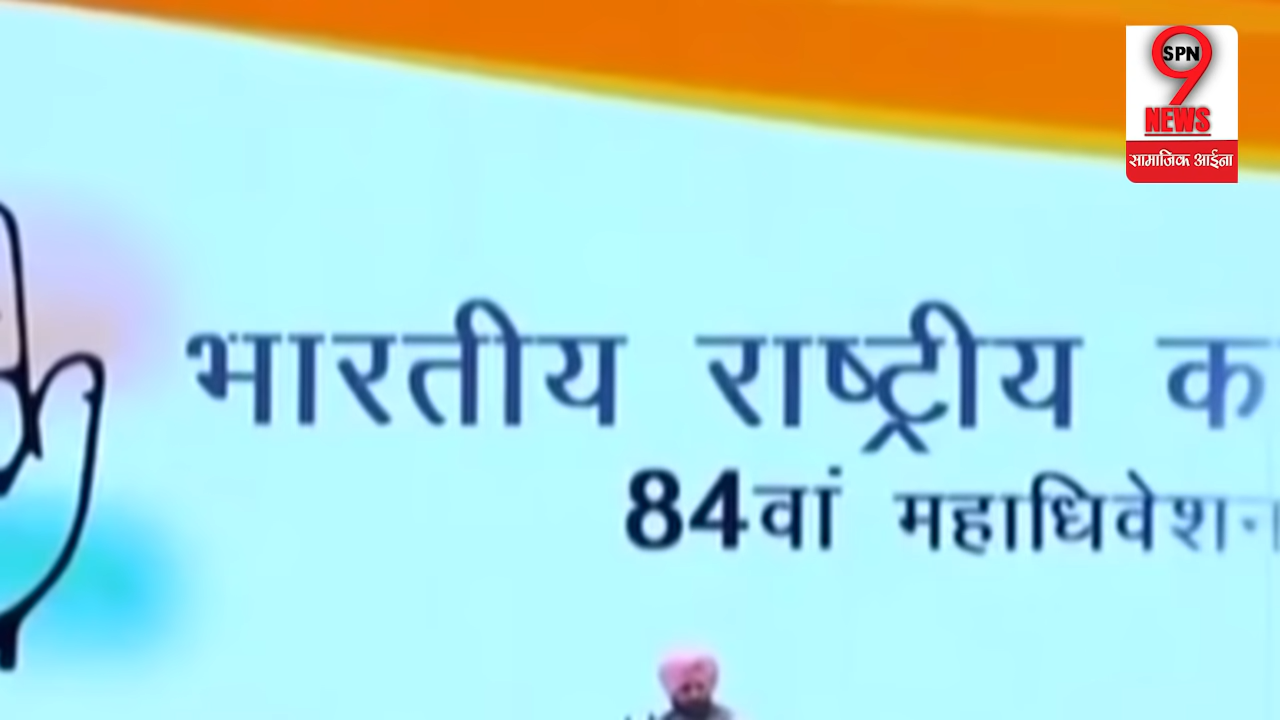 SPN
9
NEWS
सामाजिक आईना
भारतीय राष्ट्रीय
84वां महाधिवेशन